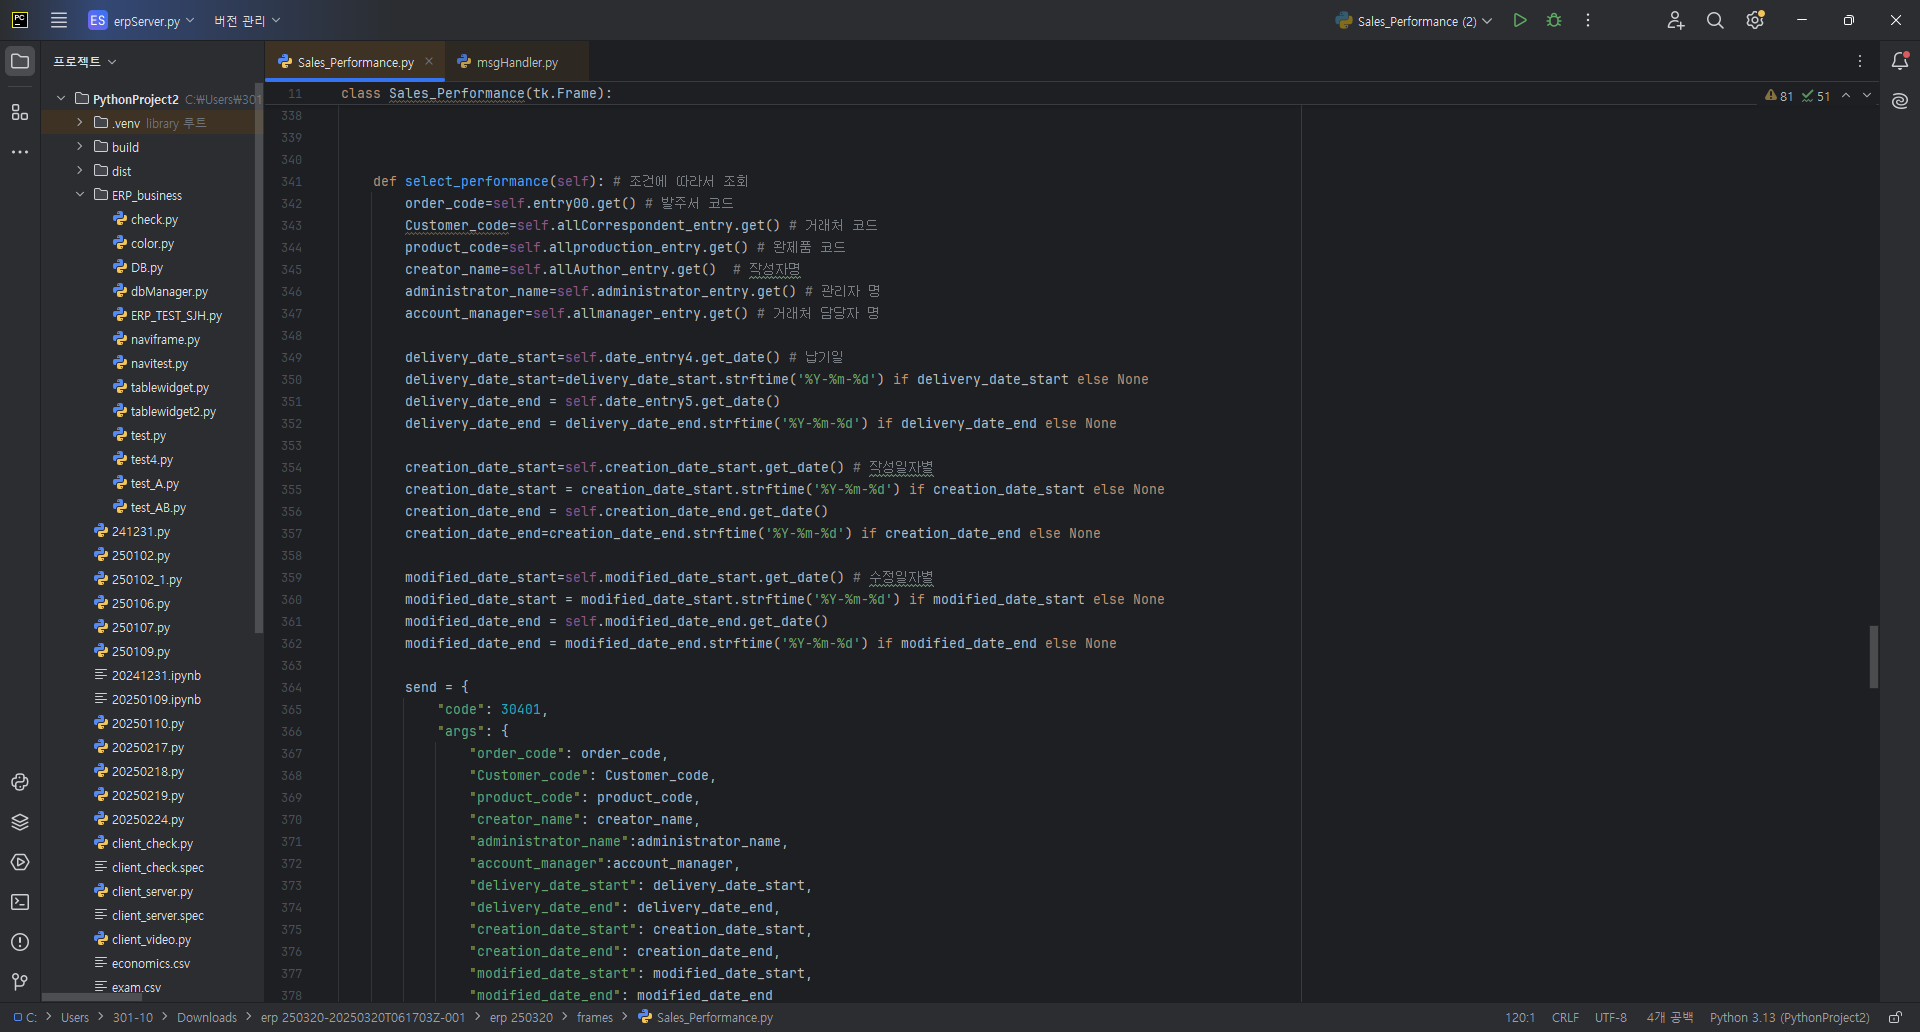 PC
ES erpServer.py 버전 관리 Sales_Performance (2)
프로젝트 Sales_Performance.py msgHandler.py
PythonProject2 C:₩Users₩301
.venv library 루트
build
dist
ERP_business
check.py
color.py
DB.py
dbManager.py
ERP_TEST_SJH.py
naviframe.py
navitest.py
tablewidget.py
tablewidget2.py
test.py
test4.py
test_A.py
test_AB.py
241231.py
250102.py
250102_1.py
250106.py
250107.py
250109.py
20241231.ipynb
20250109.ipynb
20250110.py
20250217.py
20250218.py
20250219.py
20250224.py
client_check.py
client_check.spec
client_server.py
client_server.spec
client_video.py
economics.csv
exam.csv
11 class Sales_Performance(tk.Frame): 81 51
338
339
340
341 def select_performance(self): # 조건에 따라서 조회
342 order_code=self.entry00.get() # 발주서 코드
343 Customer_code=self.allCorrespondent_entry.get() # 거래처 코드
344 product_code=self.allproduction_entry.get() # 완제품 코드
345 creator_name=self.allAuthor_entry.get()  # 작성자명
346 administrator_name=self.administrator_entry.get() # 관리자 명
347 account_manager=self.allmanager_entry.get() # 거래처 담당자 명
348
349 delivery_date_start=self.date_entry4.get_date() # 납기일
350 delivery_date_start=delivery_date_start.strftime('%Y-%m-%d') if delivery_date_start else None
351 delivery_date_end = self.date_entry5.get_date()
352 delivery_date_end = delivery_date_end.strftime('%Y-%m-%d') if delivery_date_end else None
353
354 creation_date_start=self.creation_date_start.get_date() # 작성일자별
355 creation_date_start = creation_date_start.strftime('%Y-%m-%d') if creation_date_start else None
356 creation_date_end = self.creation_date_end.get_date()
357 creation_date_end=creation_date_end.strftime('%Y-%m-%d') if creation_date_end else None
358
359 modified_date_start=self.modified_date_start.get_date() # 수정일자별
360 modified_date_start = modified_date_start.strftime('%Y-%m-%d') if modified_date_start else None
361 modified_date_end = self.modified_date_end.get_date()
362 modified_date_end = modified_date_end.strftime('%Y-%m-%d') if modified_date_end else None
363
364 send = {
365 "code": 30401,
366 "args": {
367 "order_code": order_code,
368 "Customer_code": Customer_code,
369 "product_code": product_code,
370 "creator_name": creator_name,
371 "administrator_name":administrator_name,
372 "account_manager":account_manager,
373 "delivery_date_start": delivery_date_start,
374 "delivery_date_end": delivery_date_end,
375 "creation_date_start": creation_date_start,
376 "creation_date_end": creation_date_end,
377 "modified_date_start": modified_date_start,
378 "modified_date_end": modified_date_end
C: > Users > 301-10 > Downloads > erp 250320-20250320T061703Z-001 > erp 250320 > frames > Sales_Performance.py 120:1 CRLF UTF-8 4개 공백 Python 3.13 (PythonProject2)